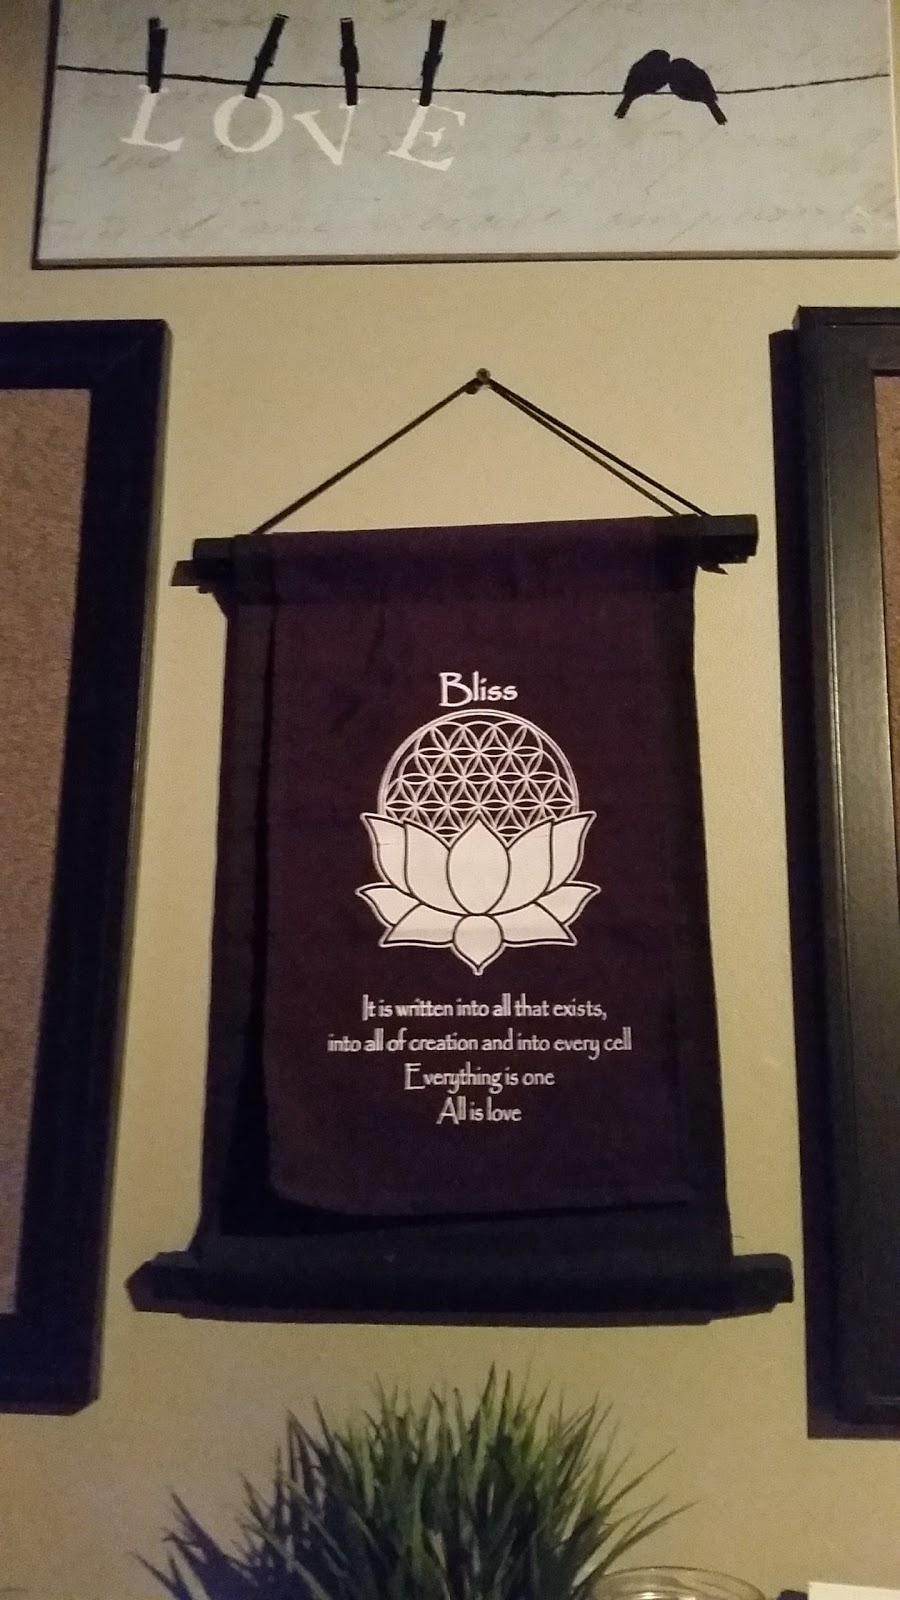 LOVE
Bliss
It is written into all that exists,
into all of creation and into every cell
Everything is one
All is love